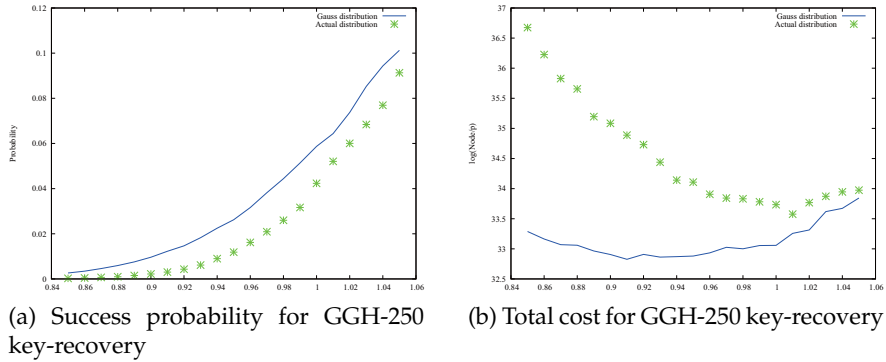 0.12
0.1
0.08
0.06
0.04
0.02
0
Probability
Gauss distribution
Actual distribution
0.84 0.86 0.88 0.9 0.92 0.94 0.96 0.98 1 1.02 1.04 1.06
(a) Success probability for GGH-250
key-recovery
37
36.5
36
35.5
35
34.5
34
33.5
33
32.5
log(Node/p)
Gauss distribution
Actual distribution
0.84 0.86 0.88 0.9 0.92 0.94 0.96 0.98 1 1.02 1.04 1.06
(b) Total cost for GGH-250 key-recovery